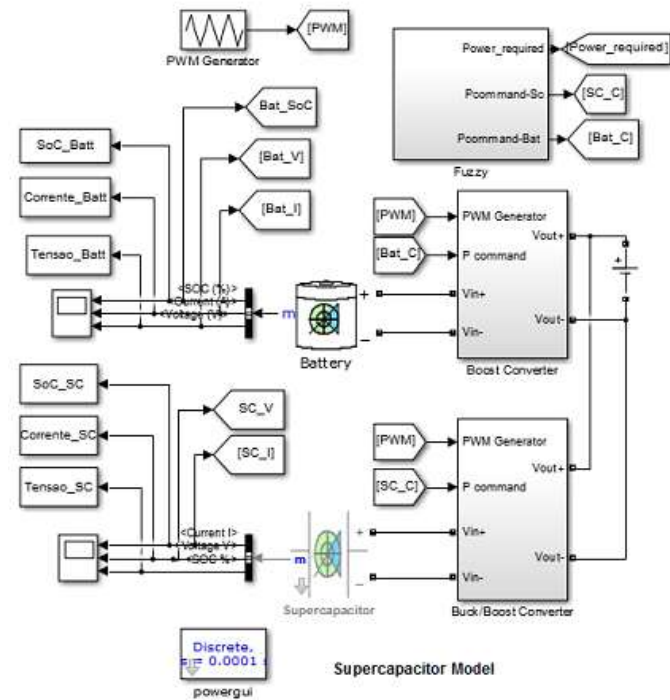 PWM Generator
[PWM]
Power_required
[Power_required]
Pcommand-Sc
[SC_C]
Pcommand-Bat
[Bat_C]
Fuzzy
Bat_SoC
SoC_Batt
[Bat_V]
Corrente_Batt
[Bat_I]
Tensao_Batt
<SOC (%)>
<Current (A)>
<Voltage (V)>
m
+
−
Battery
[PWM]
[Bat_C]
PWM Generator
P command
Vin+
Vin-
Vout+
Vout-
+
Boost Converter
SoC_SC
SC_V
Corrente_SC
[SC_I]
Tensao_SC
<Current I>
Voltage V>
<SOC %>
m
+
−
Supercapacitor
[PWM]
[SC_C]
PWM Generator
P command
Vin+
Vin-
Vout+
Vout-
Buck/Boost Converter
Discrete,
= 0.0001
powergui
Supercapacitor Model